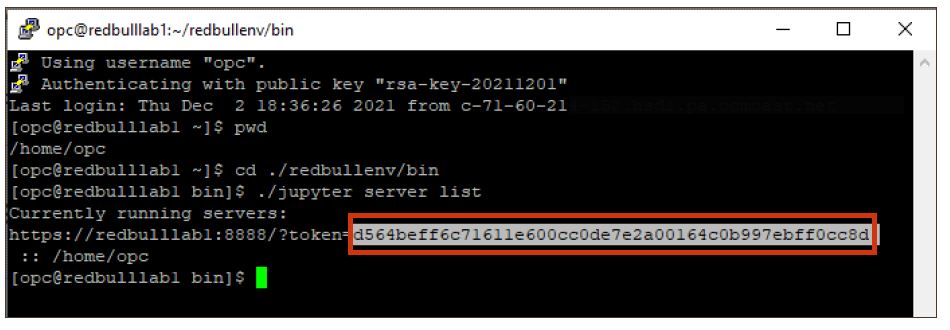 opc@redbulllab1:~/redbullenv/bin
Using username "opc".
Authenticating with public key "rsa-key-20211201"
Last login: Thu Dec  2 18:36:26 2021 from c-71-60-21
[opc@redbulllab1 ~]$ pwd
/home/opc
[opc@redbulllab1 ~]$ cd ./redbullenv/bin
[opc@redbulllab1 bin]$ ./jupyter server list
Currently running servers:
https://redbulllab1:8888/?token=d564beff6c71611e600cc0de7e2a00164c0b997ebff0cc8d
:: /home/opc
[opc@redbulllab1 bin]$